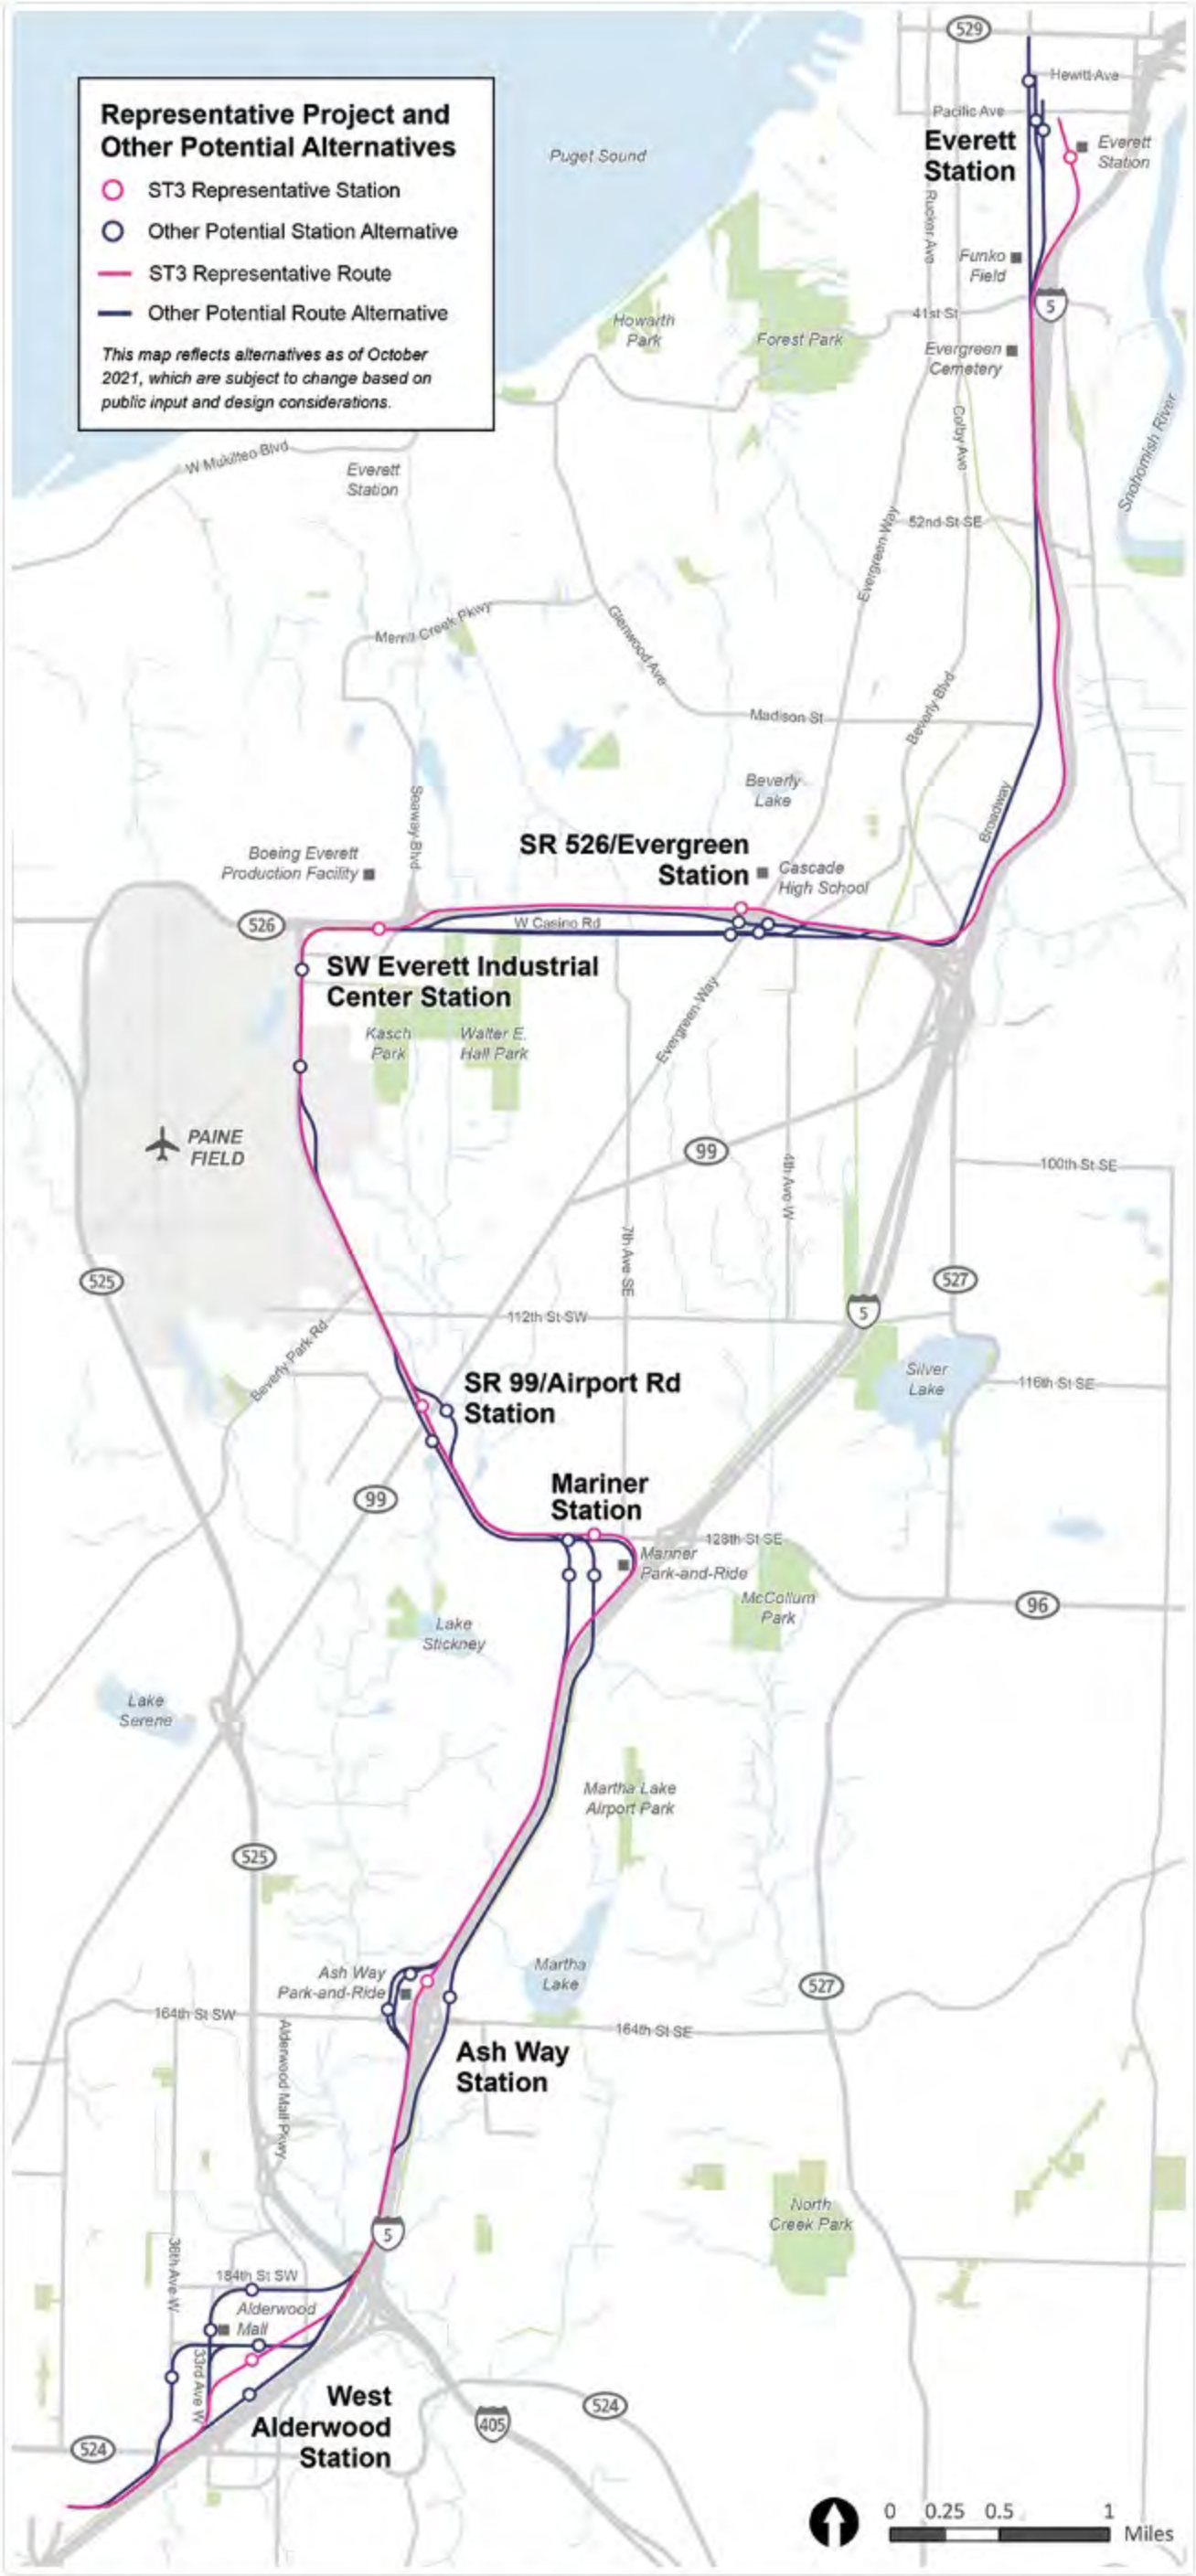 529
Hewitt Ave
Pacific Ave
Everett
Station
Everett
Station
Representative Project and
Other Potential Alternatives
ST3 Representative Station
Other Potential Station Alternative
ST3 Representative Route
Other Potential Route Alternative
This map reflects alternatives as of October
2021, which are subject to change based on
public input and design considerations.
Puget Sound
Rucker Ave
Funko
Field
5
41st St
Howarth
Park
Forest Park
Evergreen
Cemetery
Colby Ave
Snohomish River
W Mukilteo Blvd
Everett
Station
Evergreen Way
52nd St SE
Merrill Creek Pkwy
Glenwood Ave
Madison St
Beverly Blvd
Beverly
Lake
Broadway
Seaway Blvd
SR 526/Evergreen
Station
Boeing Everett
Production Facility
Cascade
High School
526
W Casino Rd
SW Everett Industrial
Center Station
Kasch
Park
Walter E.
Hall Park
Evergreen Way
PAINE
FIELD
99
4th Ave W
100th St SE
7th Ave SE
525
527
5
112th St SW
Beverly Park Rd
Silver
Lake
116th St SE
SR 99/Airport Rd
Station
99
Mariner
Station
128th St SE
Mariner
Park-and-Ride
McCollum
Park
96
Lake
Stickney
Lake
Serene
Martha Lake
Airport Park
525
Ash Way
Park-and-Ride
Martha
Lake
527
164th St SW
164th St SE
Alderwood Mall Pkwy
Ash Way
Station
North
Creek Park
5
36th Ave W
184th St SW
Alderwood
Mall
33rd Ave W
West
Alderwood
Station
405
524
524
0 0.25 0.5 1
Miles